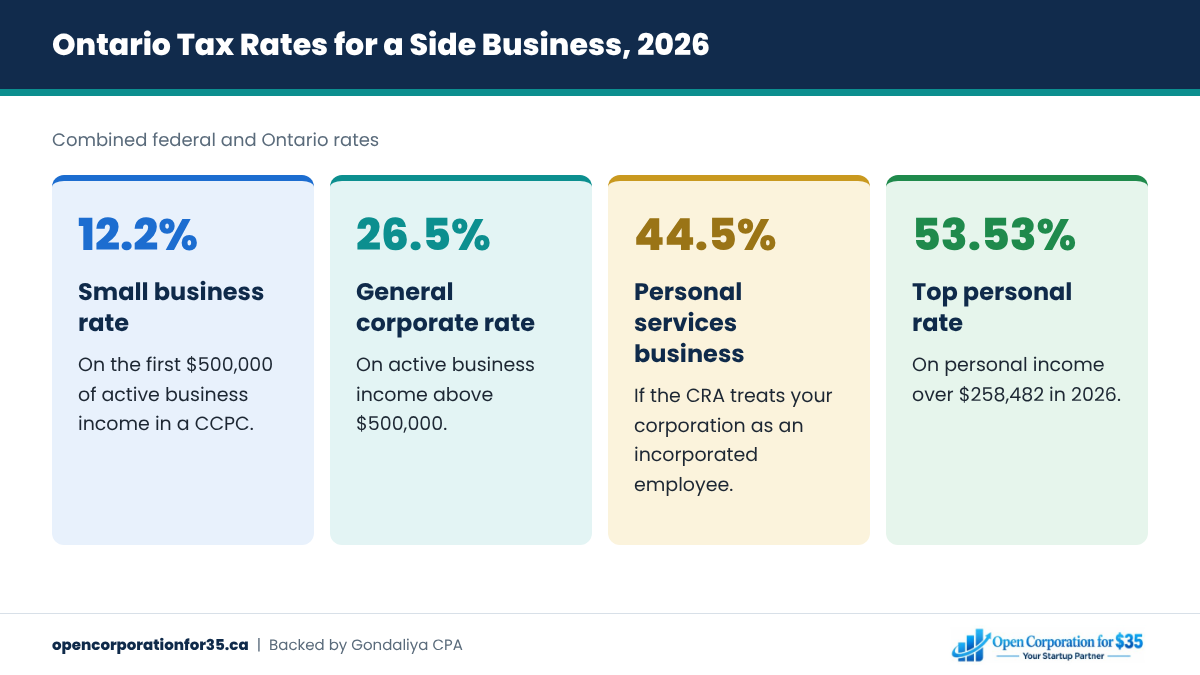 Ontario Tax Rates for a Side Business, 2026
Combined federal and Ontario rates
12.2%
Small business
rate
On the first $500,000
of active business
income in a CCPC.
26.5%
General
corporate rate
On active business
income above
$500,000.
44.5%
Personal
services
business
If the CRA treats your
corporation as an
incorporated
employee.
53.53%
Top personal
rate
On personal income
over $258,482 in 2026.
opencorporationfor35.ca | Backed by Gondaliya CPA
Open Corporation for $35
Your Startup Partner